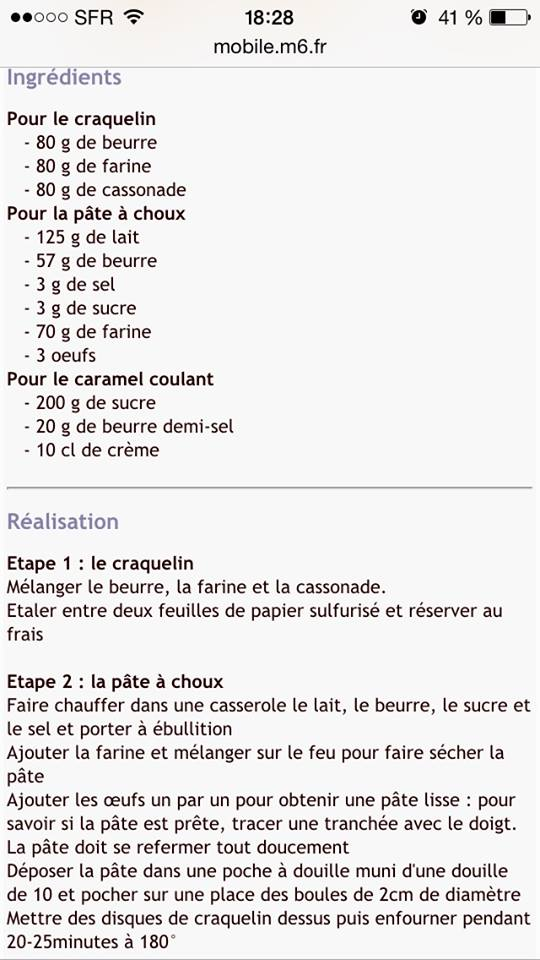 SFR 18:28 41 %
mobile.m6.fr
Ingrédients
Pour le craquelin
- 80 g de beurre
- 80 g de farine
- 80 g de cassonade
Pour la pâte à choux
- 125 g de lait
- 57 g de beurre
- 3 g de sel
- 3 g de sucre
- 70 g de farine
- 3 oeufs
Pour le caramel coulant
- 200 g de sucre
- 20 g de beurre demi-sel
- 10 cl de crème
Réalisation
Etape 1 : le craquelin
Mélanger le beurre, la farine et la cassonade.
Etaler entre deux feuilles de papier sulfurisé et réserver au
frais
Etape 2 : la pâte à choux
Faire chauffer dans une casserole le lait, le beurre, le sucre et
le sel et porter à ébullition
Ajouter la farine et mélanger sur le feu pour faire sécher la
pâte
Ajouter les œufs un par un pour obtenir une pâte lisse : pour
savoir si la pâte est prête, tracer une tranchée avec le doigt.
La pâte doit se refermer tout doucement
Déposer la pâte dans une poche à douille muni d'une douille
de 10 et pocher sur une place des boules de 2cm de diamètre
Mettre des disques de craquelin dessus puis enfourner pendant
20-25minutes à 180°